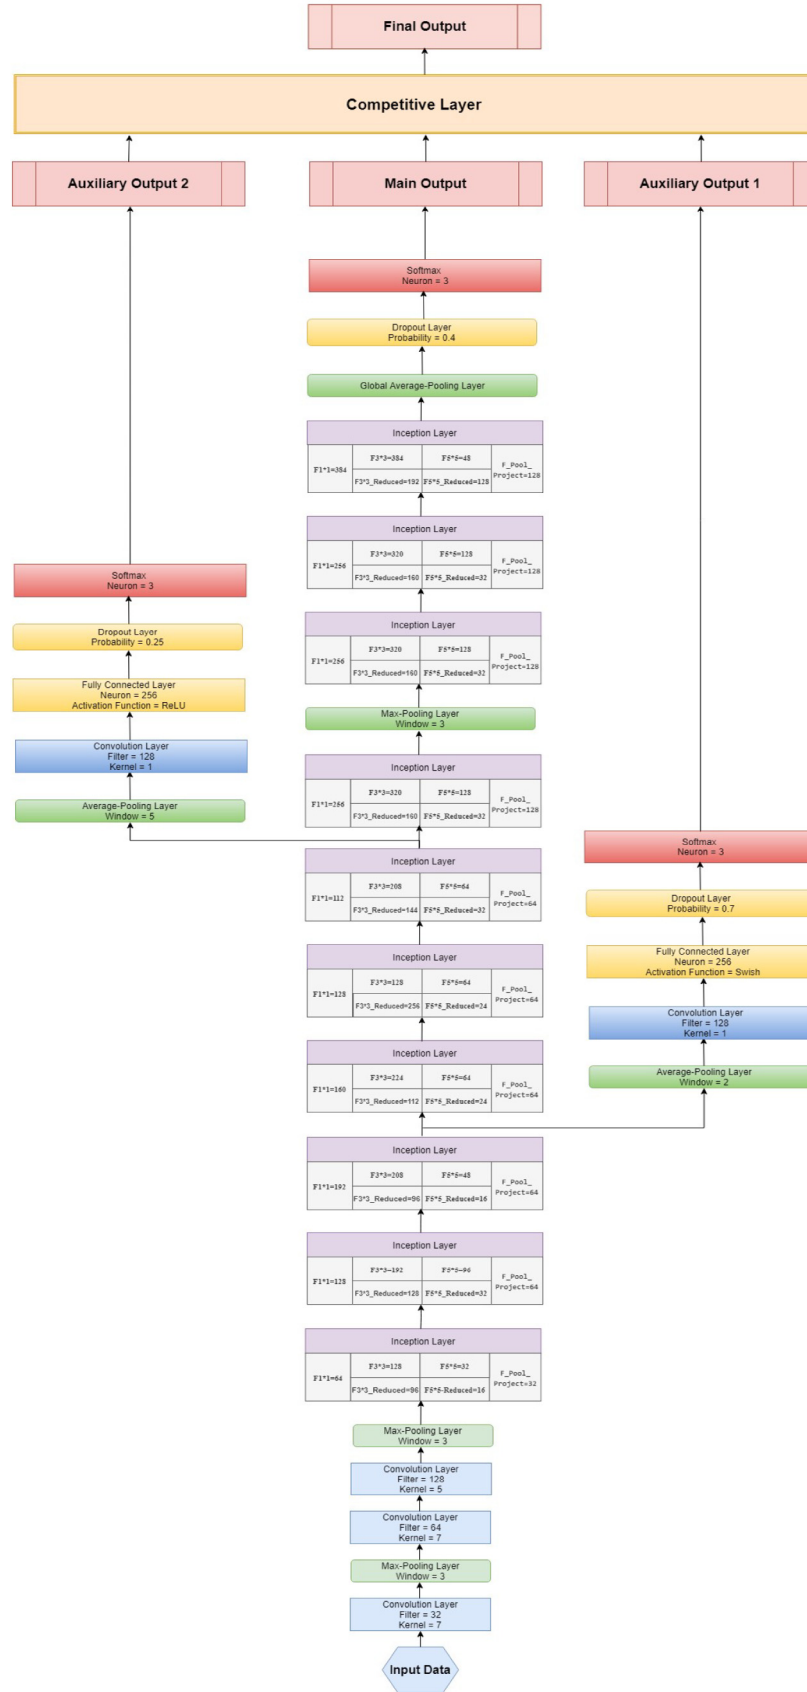 Final Output
Competitive Layer
Auxiliary Output 2
Main Output
Auxiliary Output 1
Softmax
Neuron = 3
Dropout Layer
Probability = 0.4
Global Average-Pooling Layer
Inception Layer
F1*1=384
F3*3=384
F5*5=48
F3*3_Reduced=192
F5*5_Reduced=128
F_Pool_
Project=128
Inception Layer
F1*1=256
F3*3=320
F5*5=128
F3*3_Reduced=160
F5*5_Reduced=32
F_Pool_
Project=128
Inception Layer
F1*1=256
F3*3=320
F5*5=128
F3*3_Reduced=160
F5*5_Reduced=32
F_Pool_
Project=128
Max-Pooling Layer
Window = 3
Inception Layer
F1*1=256
F3*3=320
F5*5=128
F3*3_Reduced=160
F5*5_Reduced=32
F_Pool_
Project=128
Softmax
Neuron = 3
Dropout Layer
Probability = 0.25
Fully Connected Layer
Neuron = 256
Activation Function = ReLU
Convolution Layer
Filter = 128
Kernel = 1
Average-Pooling Layer
Window = 5
Inception Layer
F1*1=112
F3*3=208
F5*5=64
F3*3_Reduced=144
F5*5_Reduced=32
F_Pool_
Project=64
Inception Layer
F1*1=128
F3*3=128
F5*5=64
F3*3_Reduced=256
F5*5_Reduced=24
F_Pool_
Project=64
Inception Layer
F1*1=160
F3*3=224
F5*5=64
F3*3_Reduced=112
F5*5_Reduced=24
F_Pool_
Project=64
Softmax
Neuron = 3
Dropout Layer
Probability = 0.7
Fully Connected Layer
Neuron = 256
Activation Function = Swish
Convolution Layer
Filter = 128
Kernel = 1
Average-Pooling Layer
Window = 2
Inception Layer
F1*1=192
F3*3=208
F5*5=48
F3*3_Reduced=96
F5*5_Reduced=16
F_Pool_
Project=64
Inception Layer
F1*1=128
F3*3=192
F5*5=96
F3*3_Reduced=128
F5*5_Reduced=32
F_Pool_
Project=64
Inception Layer
F1*1=64
F3*3=128
F5*5=32
F3*3_Reduced=96
F5*5-Reduced=16
F_Pool_
Project=32
Max-Pooling Layer
Window = 3
Convolution Layer
Filter = 128
Kernel = 5
Convolution Layer
Filter = 64
Kernel = 7
Max-Pooling Layer
Window = 3
Convolution Layer
Filter = 32
Kernel = 7
Input Data